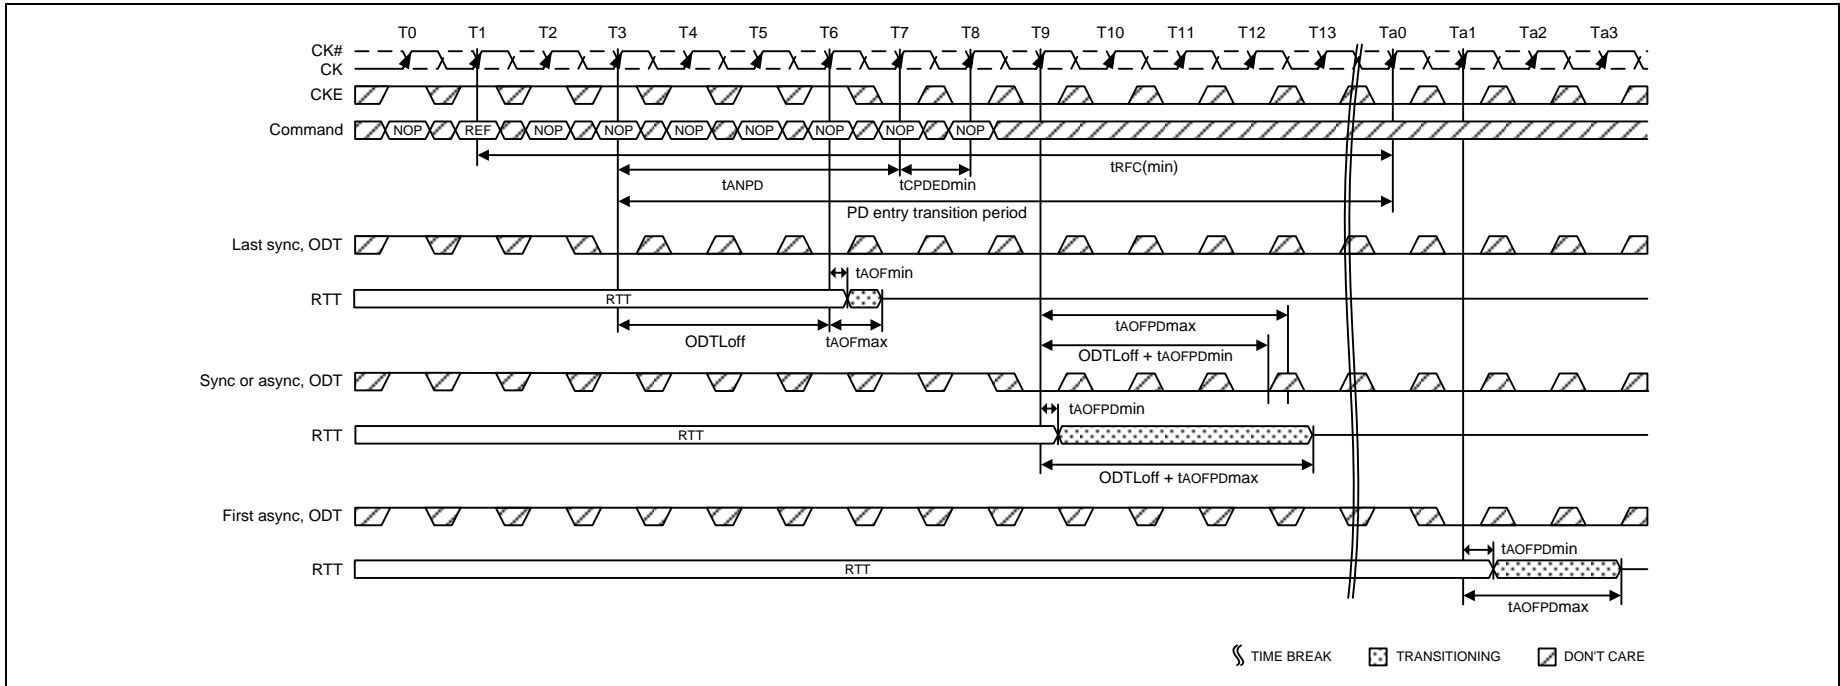 T0 T1 T2 T3 T4 T5 T6 T7 T8 T9 T10 T11 T12 T13 Ta0 Ta1 Ta2 Ta3
CK#
CK
CKE
Command NOP REF NOP NOP NOP NOP NOP NOP NOP
tRFC(min)
tANPD tCPDEDmin
PD entry transition period
Last sync, ODT
tAOFmin
RTT RTT
tAOFPDmax
ODTLoff tAOFmax
ODTLoff + tAOFPDmin
Sync or async, ODT
tAOFPDmin
RTT RTT
ODTLoff + tAOFPDmax
First async, ODT
tAOFPDmin
RTT RTT
tAOFPDmax
TIME BREAK TRANSITIONING DON'T CARE